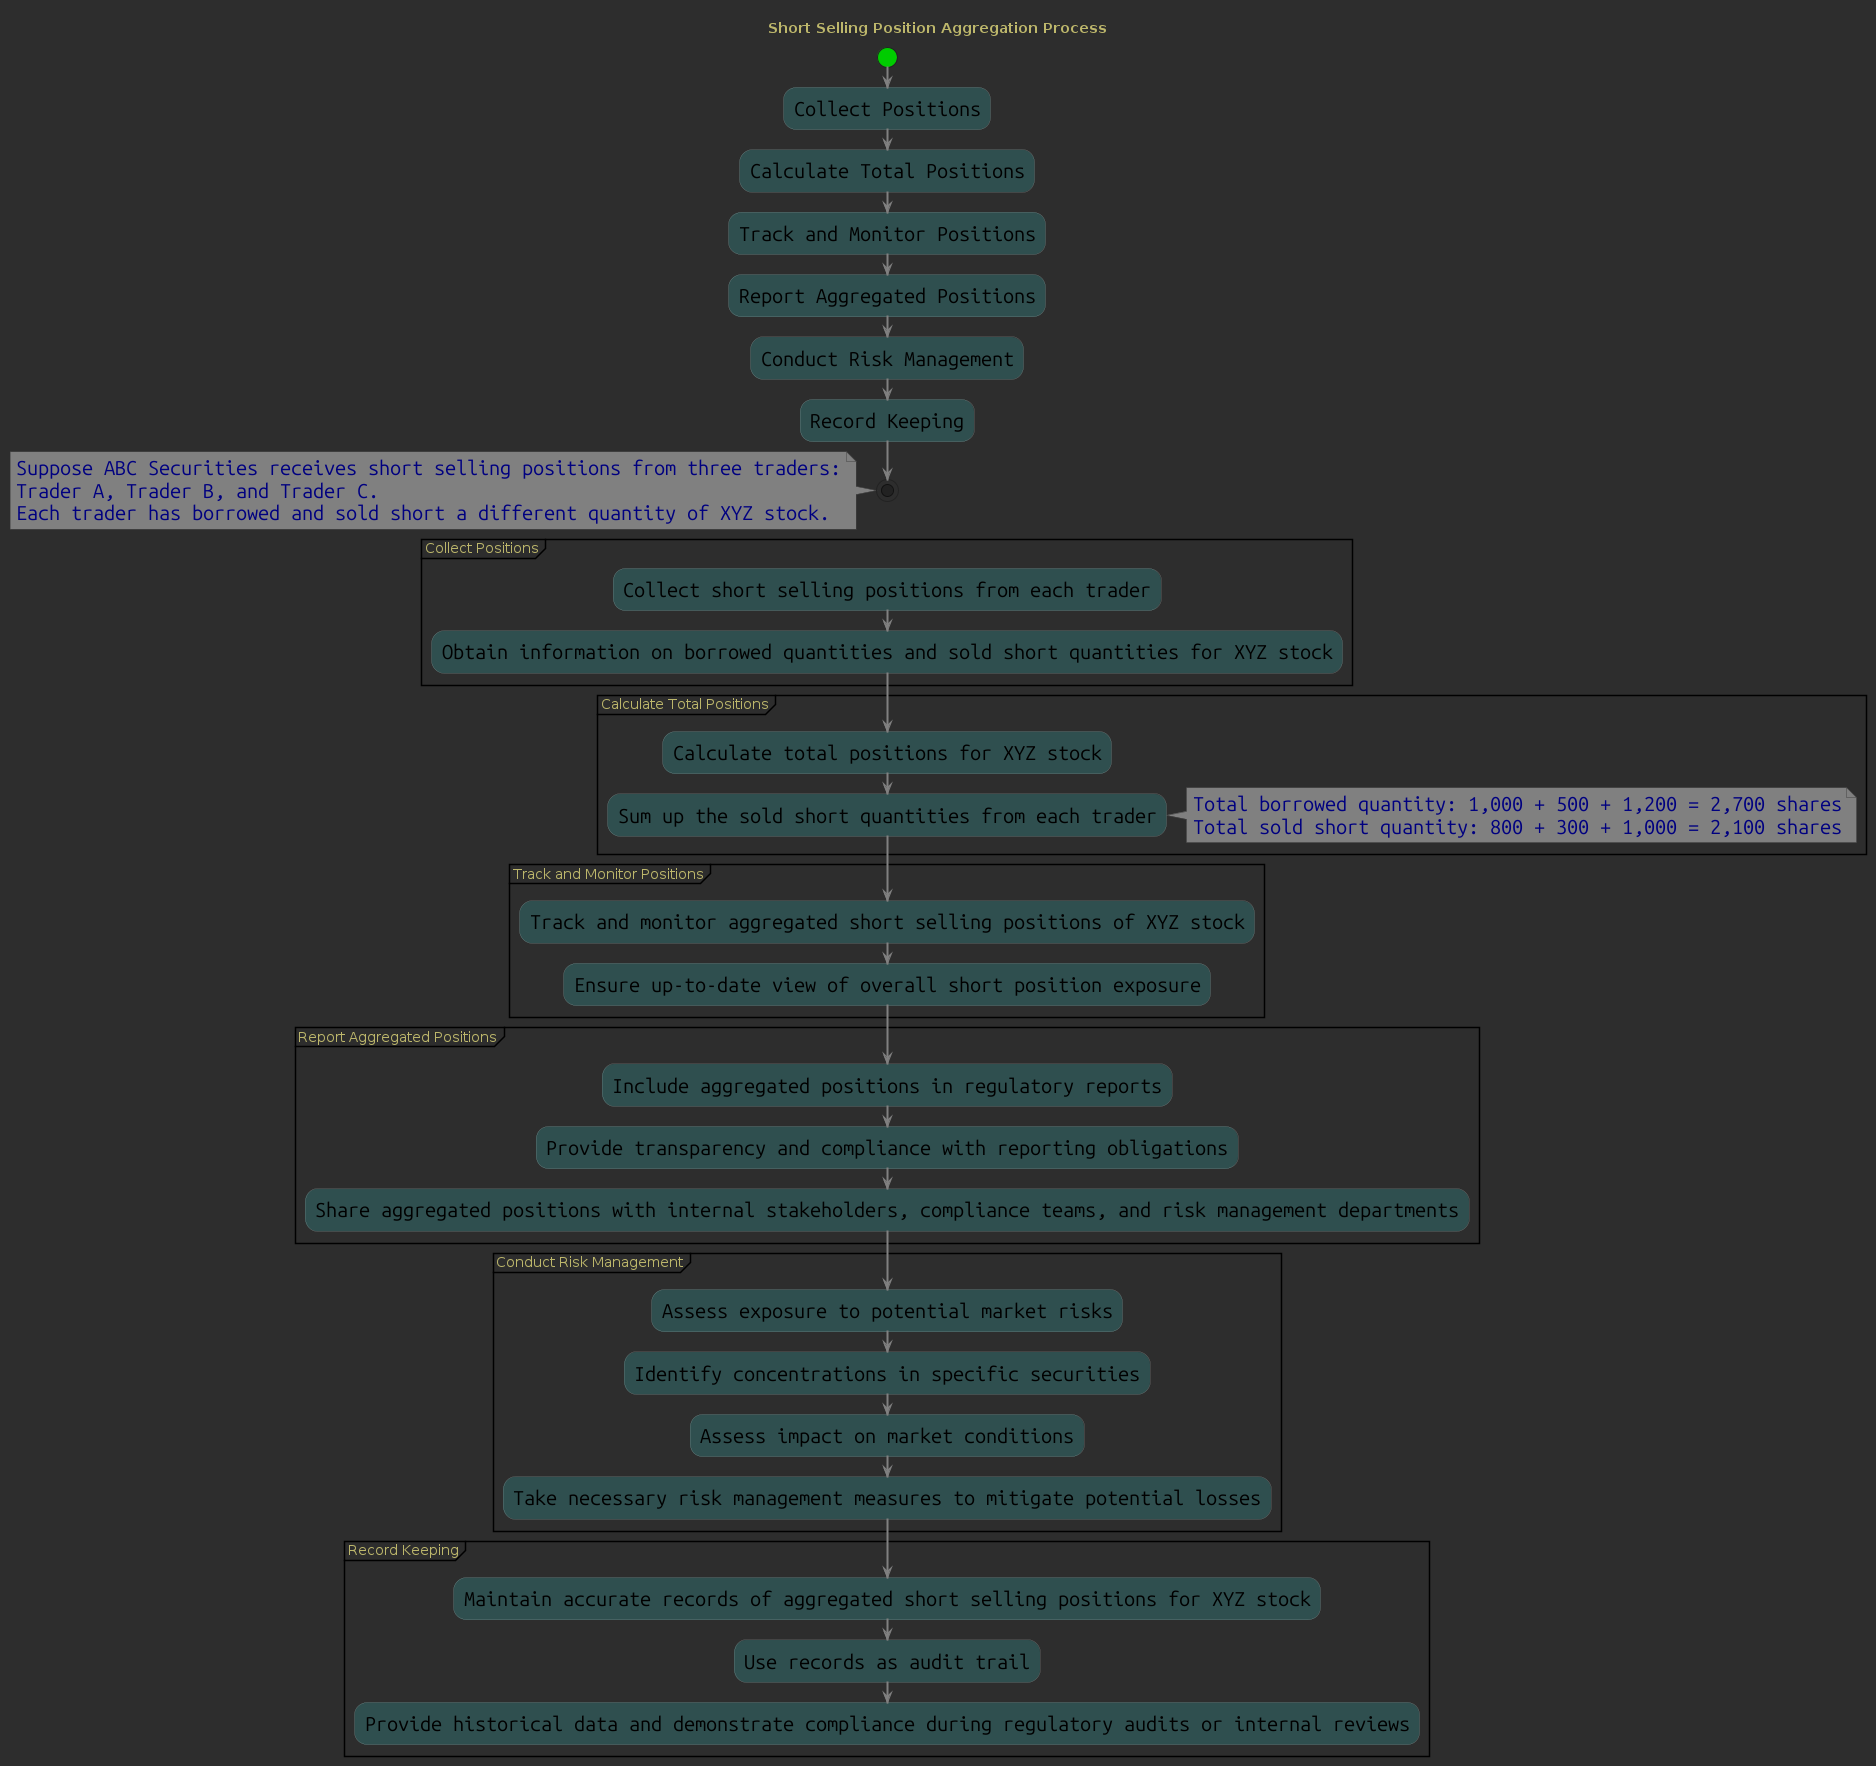 Short Selling Position Aggregation Process
Collect Positions
Calculate Total Positions
Track and Monitor Positions
Report Aggregated Positions
Conduct Risk Management
Record Keeping
Suppose ABC Securities receives short selling positions from three traders:
Trader A, Trader B, and Trader C.
Each trader has borrowed and sold short a different quantity of XYZ stock.
Collect Positions
Collect short selling positions from each trader
Obtain information on borrowed quantities and sold short quantities for XYZ stock
Calculate Total Positions
Calculate total positions for XYZ stock
Sum up the sold short quantities from each trader
Total borrowed quantity: 1,000 + 500 + 1,200 = 2,700 shares
Total sold short quantity: 800 + 300 + 1,000 = 2,100 shares
Track and Monitor Positions
Track and monitor aggregated short selling positions of XYZ stock
Ensure up-to-date view of overall short position exposure
Report Aggregated Positions
Include aggregated positions in regulatory reports
Provide transparency and compliance with reporting obligations
Share aggregated positions with internal stakeholders, compliance teams, and risk management departments
Conduct Risk Management
Assess exposure to potential market risks
Identify concentrations in specific securities
Assess impact on market conditions
Take necessary risk management measures to mitigate potential losses
Record Keeping
Maintain accurate records of aggregated short selling positions for XYZ stock
Use records as audit trail
Provide historical data and demonstrate compliance during regulatory audits or internal reviews